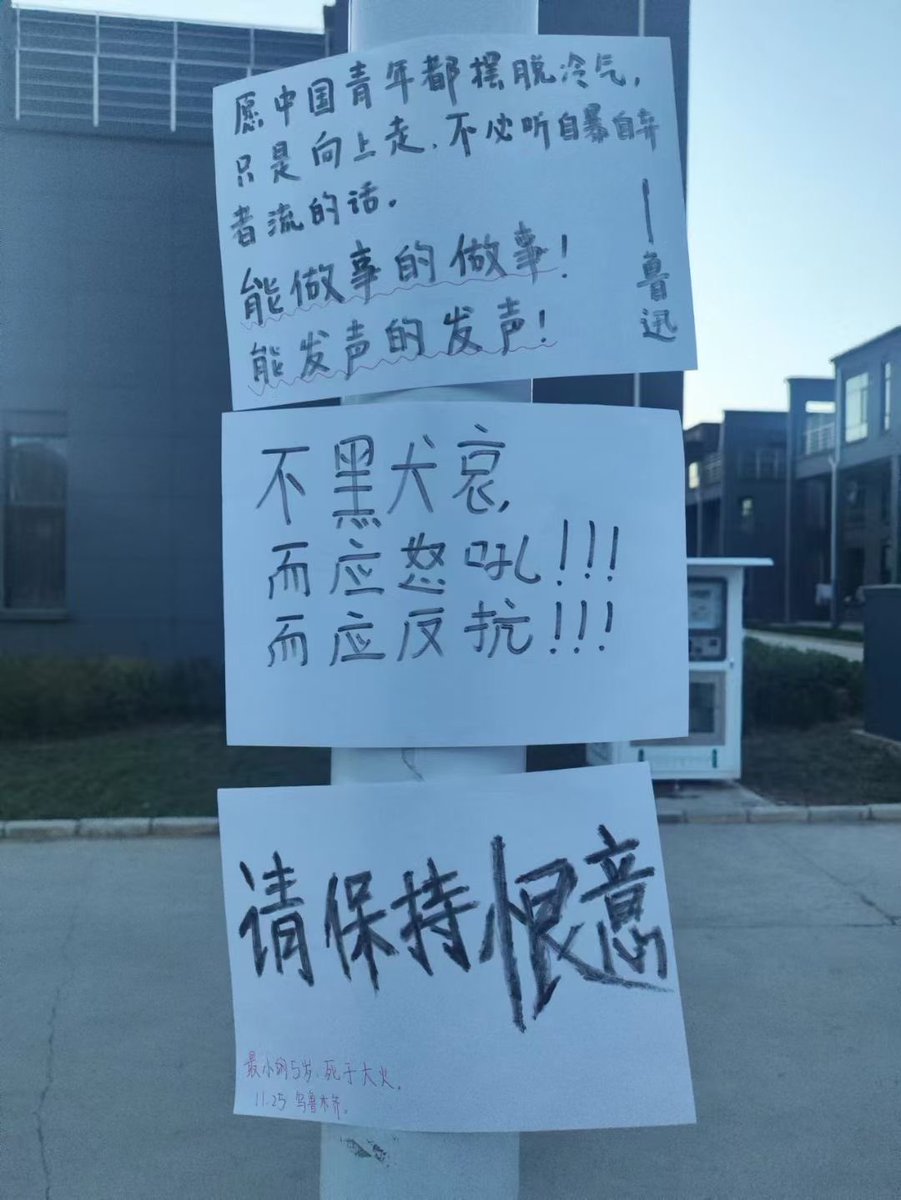 愿中国青年都摆脱冷气，
只是向上走，不必听自暴自弃
者流的话。
能做事的做事！
能发声的发声！
——鲁迅
不默哀，
而应怒吼！！！
而应反抗！！！
请保持恨意
最小的5岁，死于大火。
11.25 乌鲁木齐。